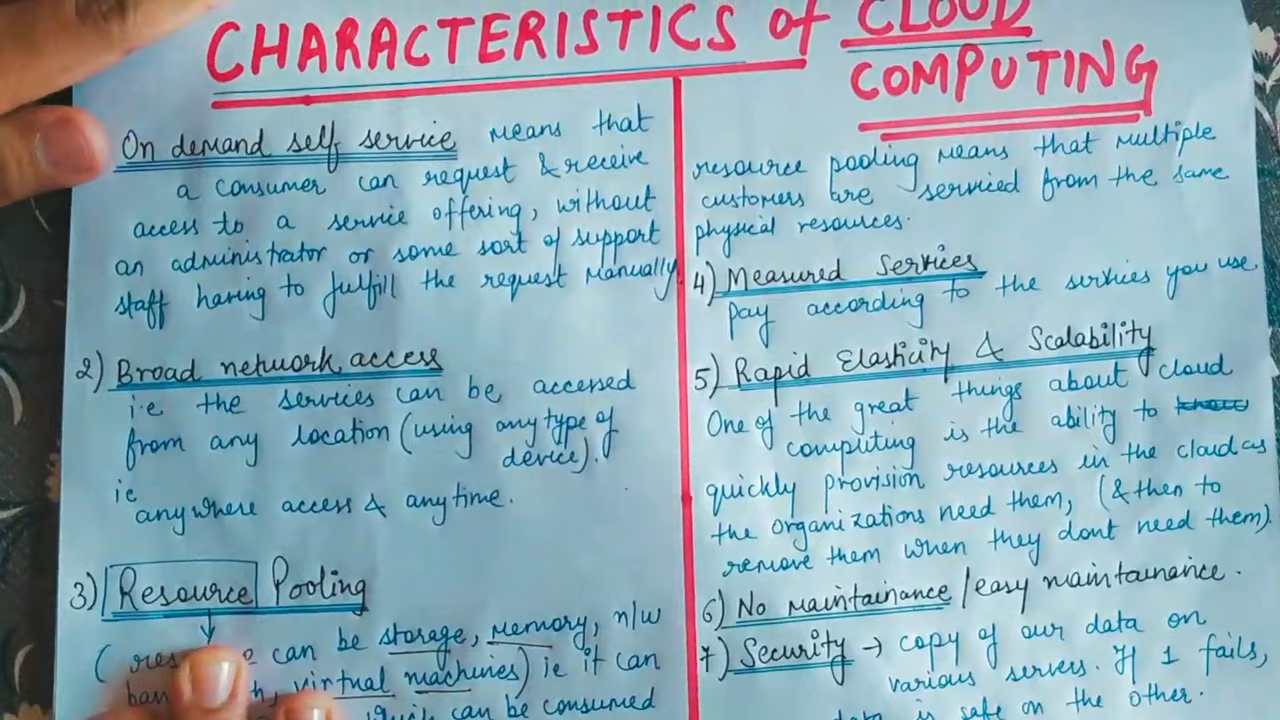 CHARACTERISTICS of CLOUD
COMPUTING
On demand self service means that
a consumer can request & receive
access to a service offering, without
an administrator or some sort of support
staff having to fulfill the request manually.
2) Broad network access
i.e the services can be accessed
from any location (using any type of
device).
ie
anywhere access & anytime.
3) Resource Pooling
( can be storage, memory, n/w
virtual machines) ie it can
can be consumed
resource pooling means that multiple
customers are serviced from the same
physical resources.
4) Measured Services
pay according to the servies you use.
5) Rapid Elasticity & Scalability
One of the great things about cloud
computing is the ability to
quickly provision resources in the cloud as
the organizations need them, (& then to
remove them when they dont need them).
6) No maintainance / easy maintainance.
7) Security → copy of our data on
various servers. If 1 fails,
is safe on the other.